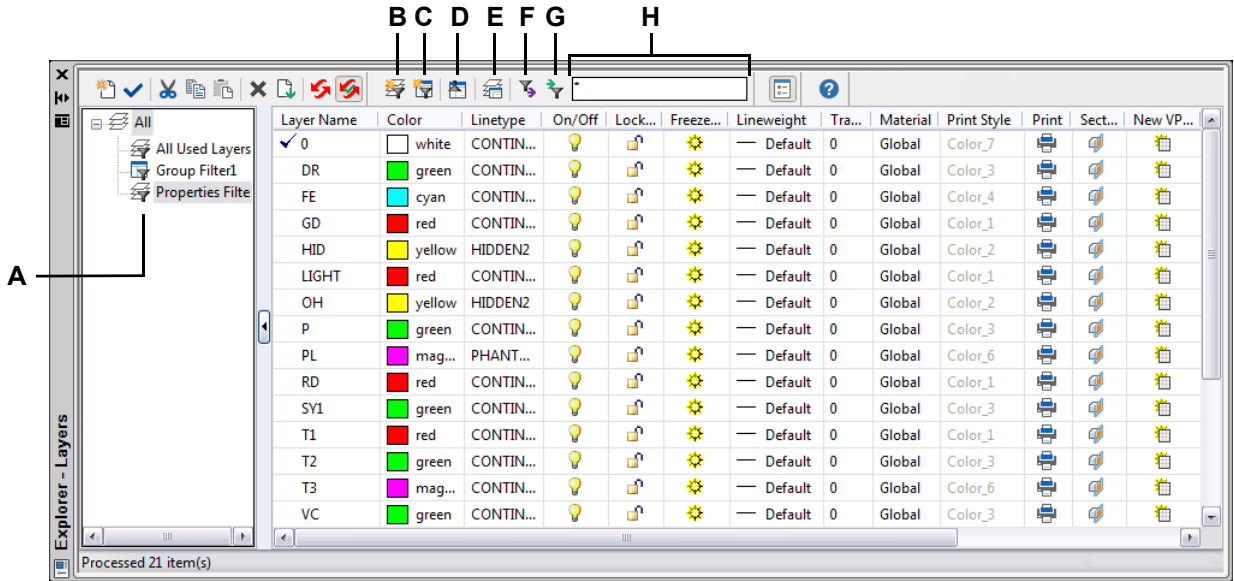 B C D E F G H
*
All
All Used Layers
Group Filter1
Properties Filte
A
Layer Name Color Linetype On/Off Lock... Freeze... Lineweight Tra... Material Print Style Print Sect... New VP...
0 white CONTIN... Default 0 Global Color_7
DR green CONTIN... Default 0 Global Color_3
FE cyan CONTIN... Default 0 Global Color_4
GD red CONTIN... Default 0 Global Color_1
HID yellow HIDDEN2 Default 0 Global Color_2
LIGHT red CONTIN... Default 0 Global Color_1
OH yellow HIDDEN2 Default 0 Global Color_2
P green CONTIN... Default 0 Global Color_3
PL mag... PHANT... Default 0 Global Color_6
RD red CONTIN... Default 0 Global Color_1
SY1 green CONTIN... Default 0 Global Color_3
T1 red CONTIN... Default 0 Global Color_1
T2 green CONTIN... Default 0 Global Color_3
T3 mag... CONTIN... Default 0 Global Color_6
VC green CONTIN... Default 0 Global Color_3
Explorer - Layers
Processed 21 item(s)